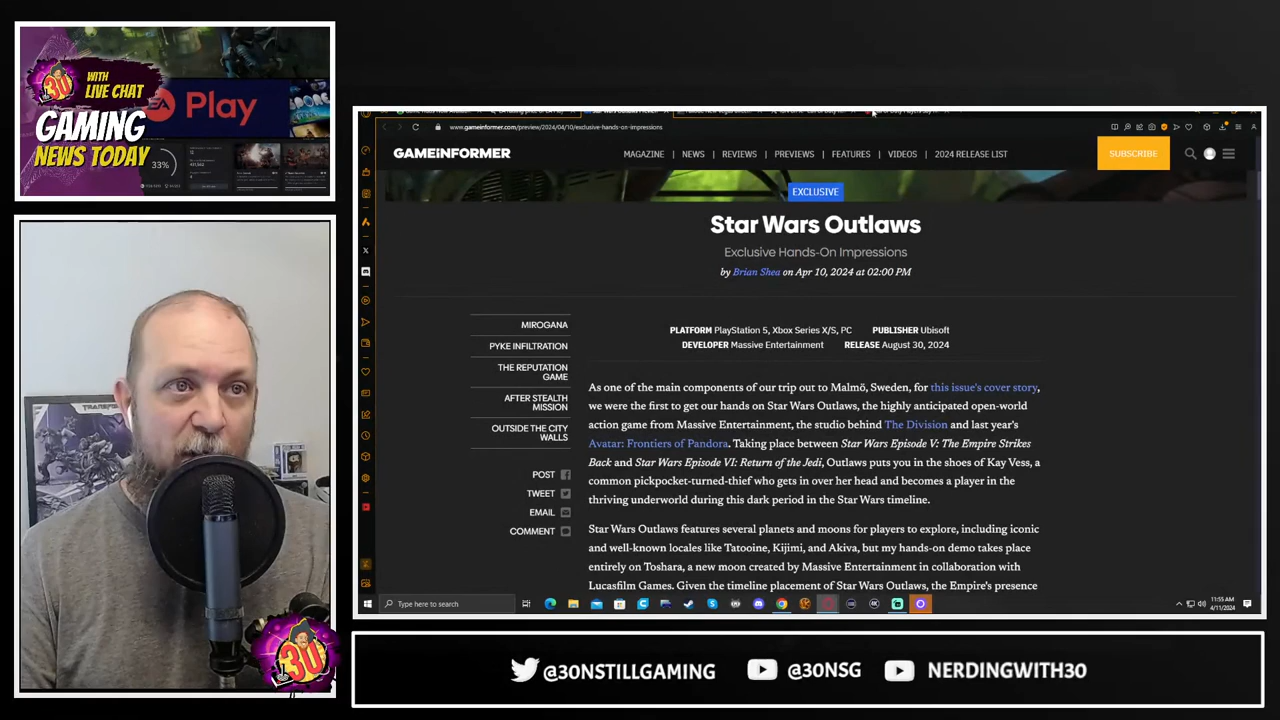 WITH
LIVE CHAT
30
EA Play
GAMING
NEWS TODAY
33%
www.gameinformer.com/preview/2024/04/10/exclusive-hands-on-impressions
GAMEINFORMER
MAGAZINE | NEWS | REVIEWS | PREVIEWS | FEATURES | VIDEOS | 2024 RELEASE LIST
SUBSCRIBE
EXCLUSIVE
Star Wars Outlaws
Exclusive Hands-On Impressions
by Brian Shea on Apr 10, 2024 at 02:00 PM
MIROGANA
PYKE INFILTRATION
THE REPUTATION
GAME
AFTER STEALTH
MISSION
OUTSIDE THE CITY
WALLS
POST
TWEET
EMAIL
COMMENT
PLATFORM PlayStation 5, Xbox Series X/S, PC PUBLISHER Ubisoft
DEVELOPER Massive Entertainment RELEASE August 30, 2024
As one of the main components of our trip out to Malmö, Sweden, for this issue's cover story,
we were the first to get our hands on Star Wars Outlaws, the highly anticipated open-world
action game from Massive Entertainment, the studio behind The Division and last year's
Avatar: Frontiers of Pandora. Taking place between Star Wars Episode V: The Empire Strikes
Back and Star Wars Episode VI: Return of the Jedi, Outlaws puts you in the shoes of Kay Vess, a
common pickpocket-turned-thief who gets in over her head and becomes a player in the
thriving underworld during this dark period in the Star Wars timeline.
Star Wars Outlaws features several planets and moons for players to explore, including iconic
and well-known locales like Tatooine, Kijimi, and Akiva, but my hands-on demo takes place
entirely on Toshara, a new moon created by Massive Entertainment in collaboration with
Lucasfilm Games. Given the timeline placement of Star Wars Outlaws, the Empire's presence
Type here to search
11:55 AM
4/11/2024
30
@30NSTILLGAMING
@30NSG
NERDINGWITH30